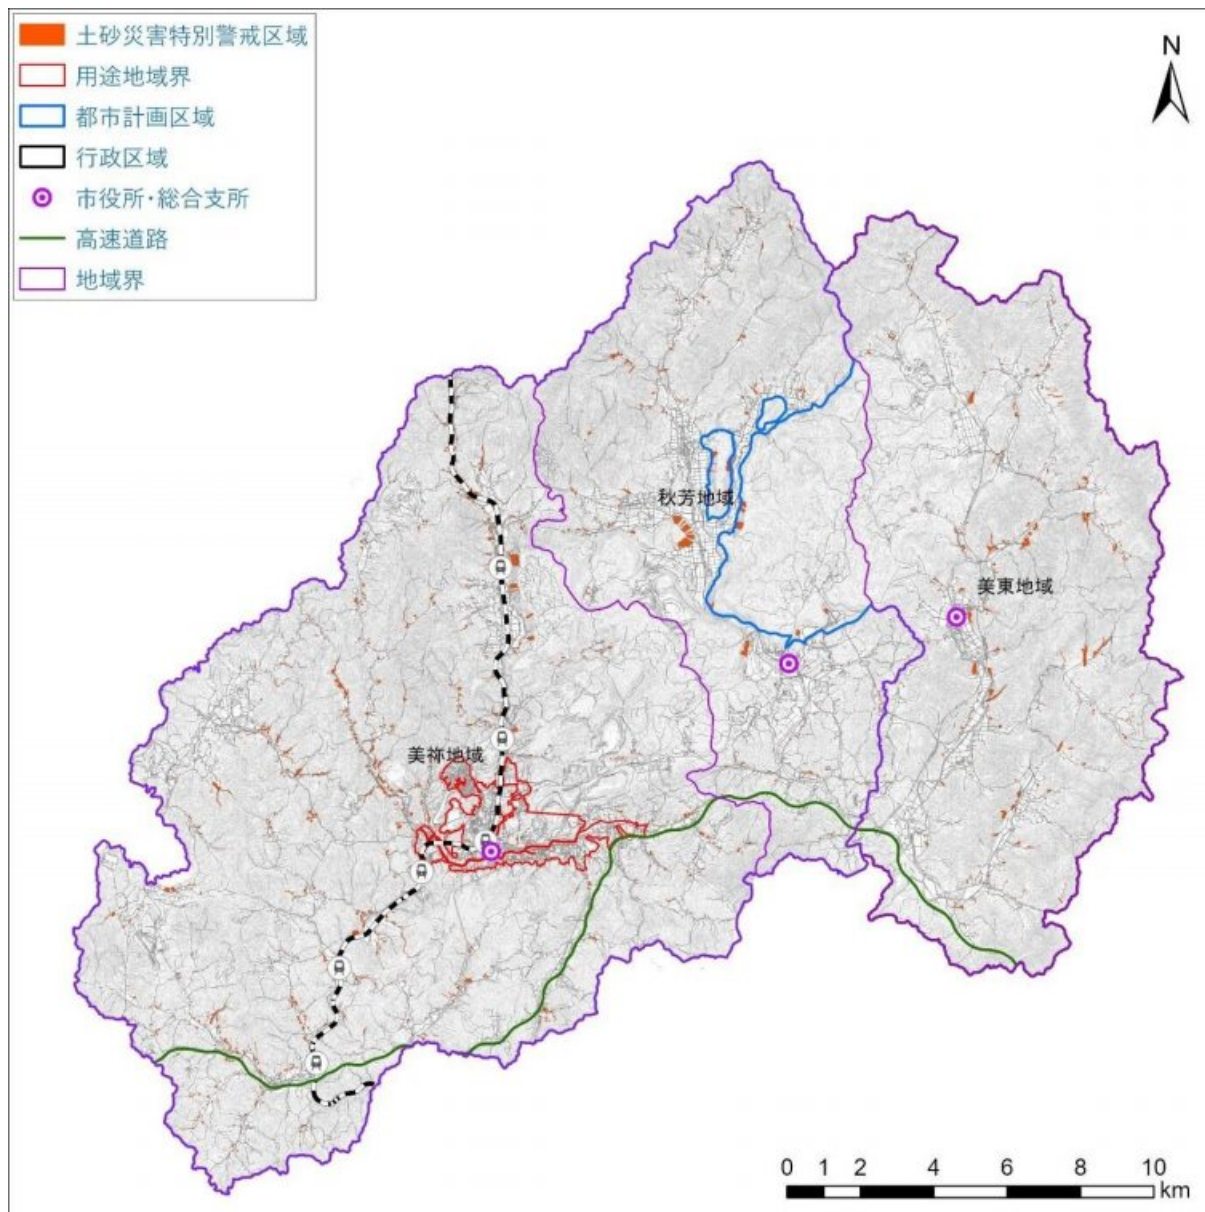 土砂災害特別警戒区域
用途地域界
都市計画区域
行政区域
市役所・総合支所
高速道路
地域界
N
秋芳地域
美東地域
美祢地域
0 1 2 4 6 8 10
km